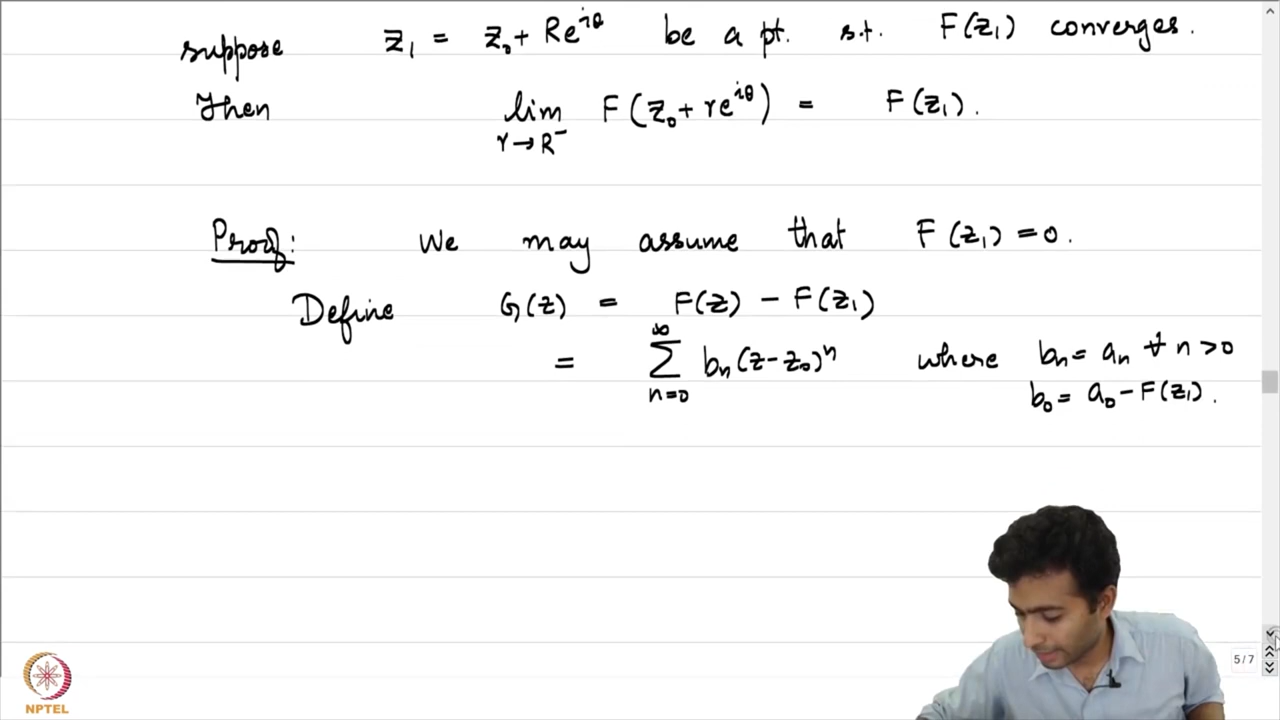 suppose z₁ = z₀ + Re^{iθ} be a pt. s.t. F(z₁) converges.
Then lim_{r→R⁻} F(z₀ + re^{iθ}) = F(z₁).
Proof: We may assume that F(z₁) = 0.
Define G(z) = F(z) − F(z₁)
= ∑_{n=0}^{∞} bₙ(z−z₀)ⁿ where bₙ = aₙ ∀ n > 0
b₀ = a₀ − F(z₁).
5 / 7
NPTEL